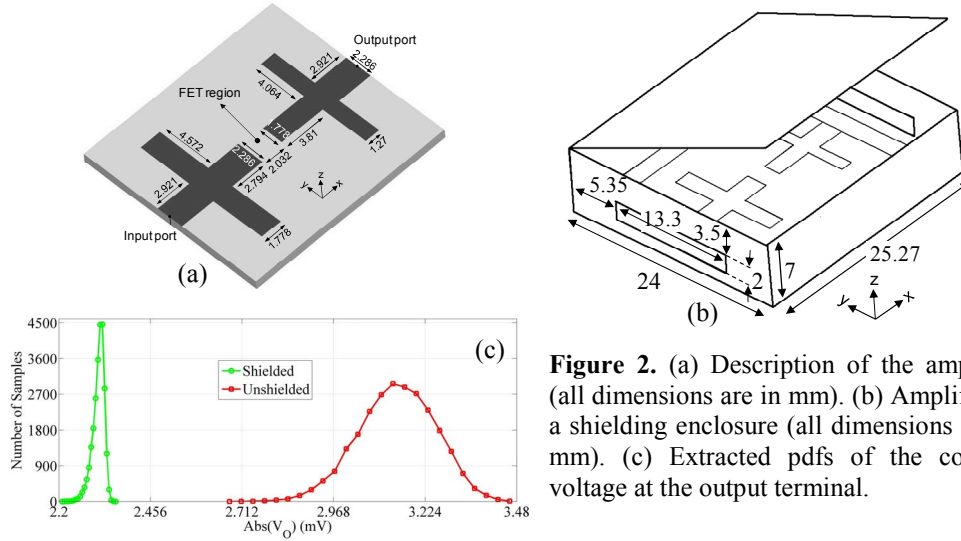 Output port
2.286
2.921
4.064
FET region
.778
3.81
1.27
4.572
2.286
2.032
2.794
2.921
1.778
Input port
z
y
x
(a)
5.35
13.3
3.5
2
7
24
25.27
z
y
x
(b)
4500
3600
2700
1800
900
0
Number of Samples
(c)
Shielded
Unshielded
2.2
2.456
2.712
2.968
3.224
3.48
Abs(V_O) (mV)
Figure 2. (a) Description of the amp
(all dimensions are in mm). (b) Amplif
a shielding enclosure (all dimensions
mm). (c) Extracted pdfs of the co
voltage at the output terminal.